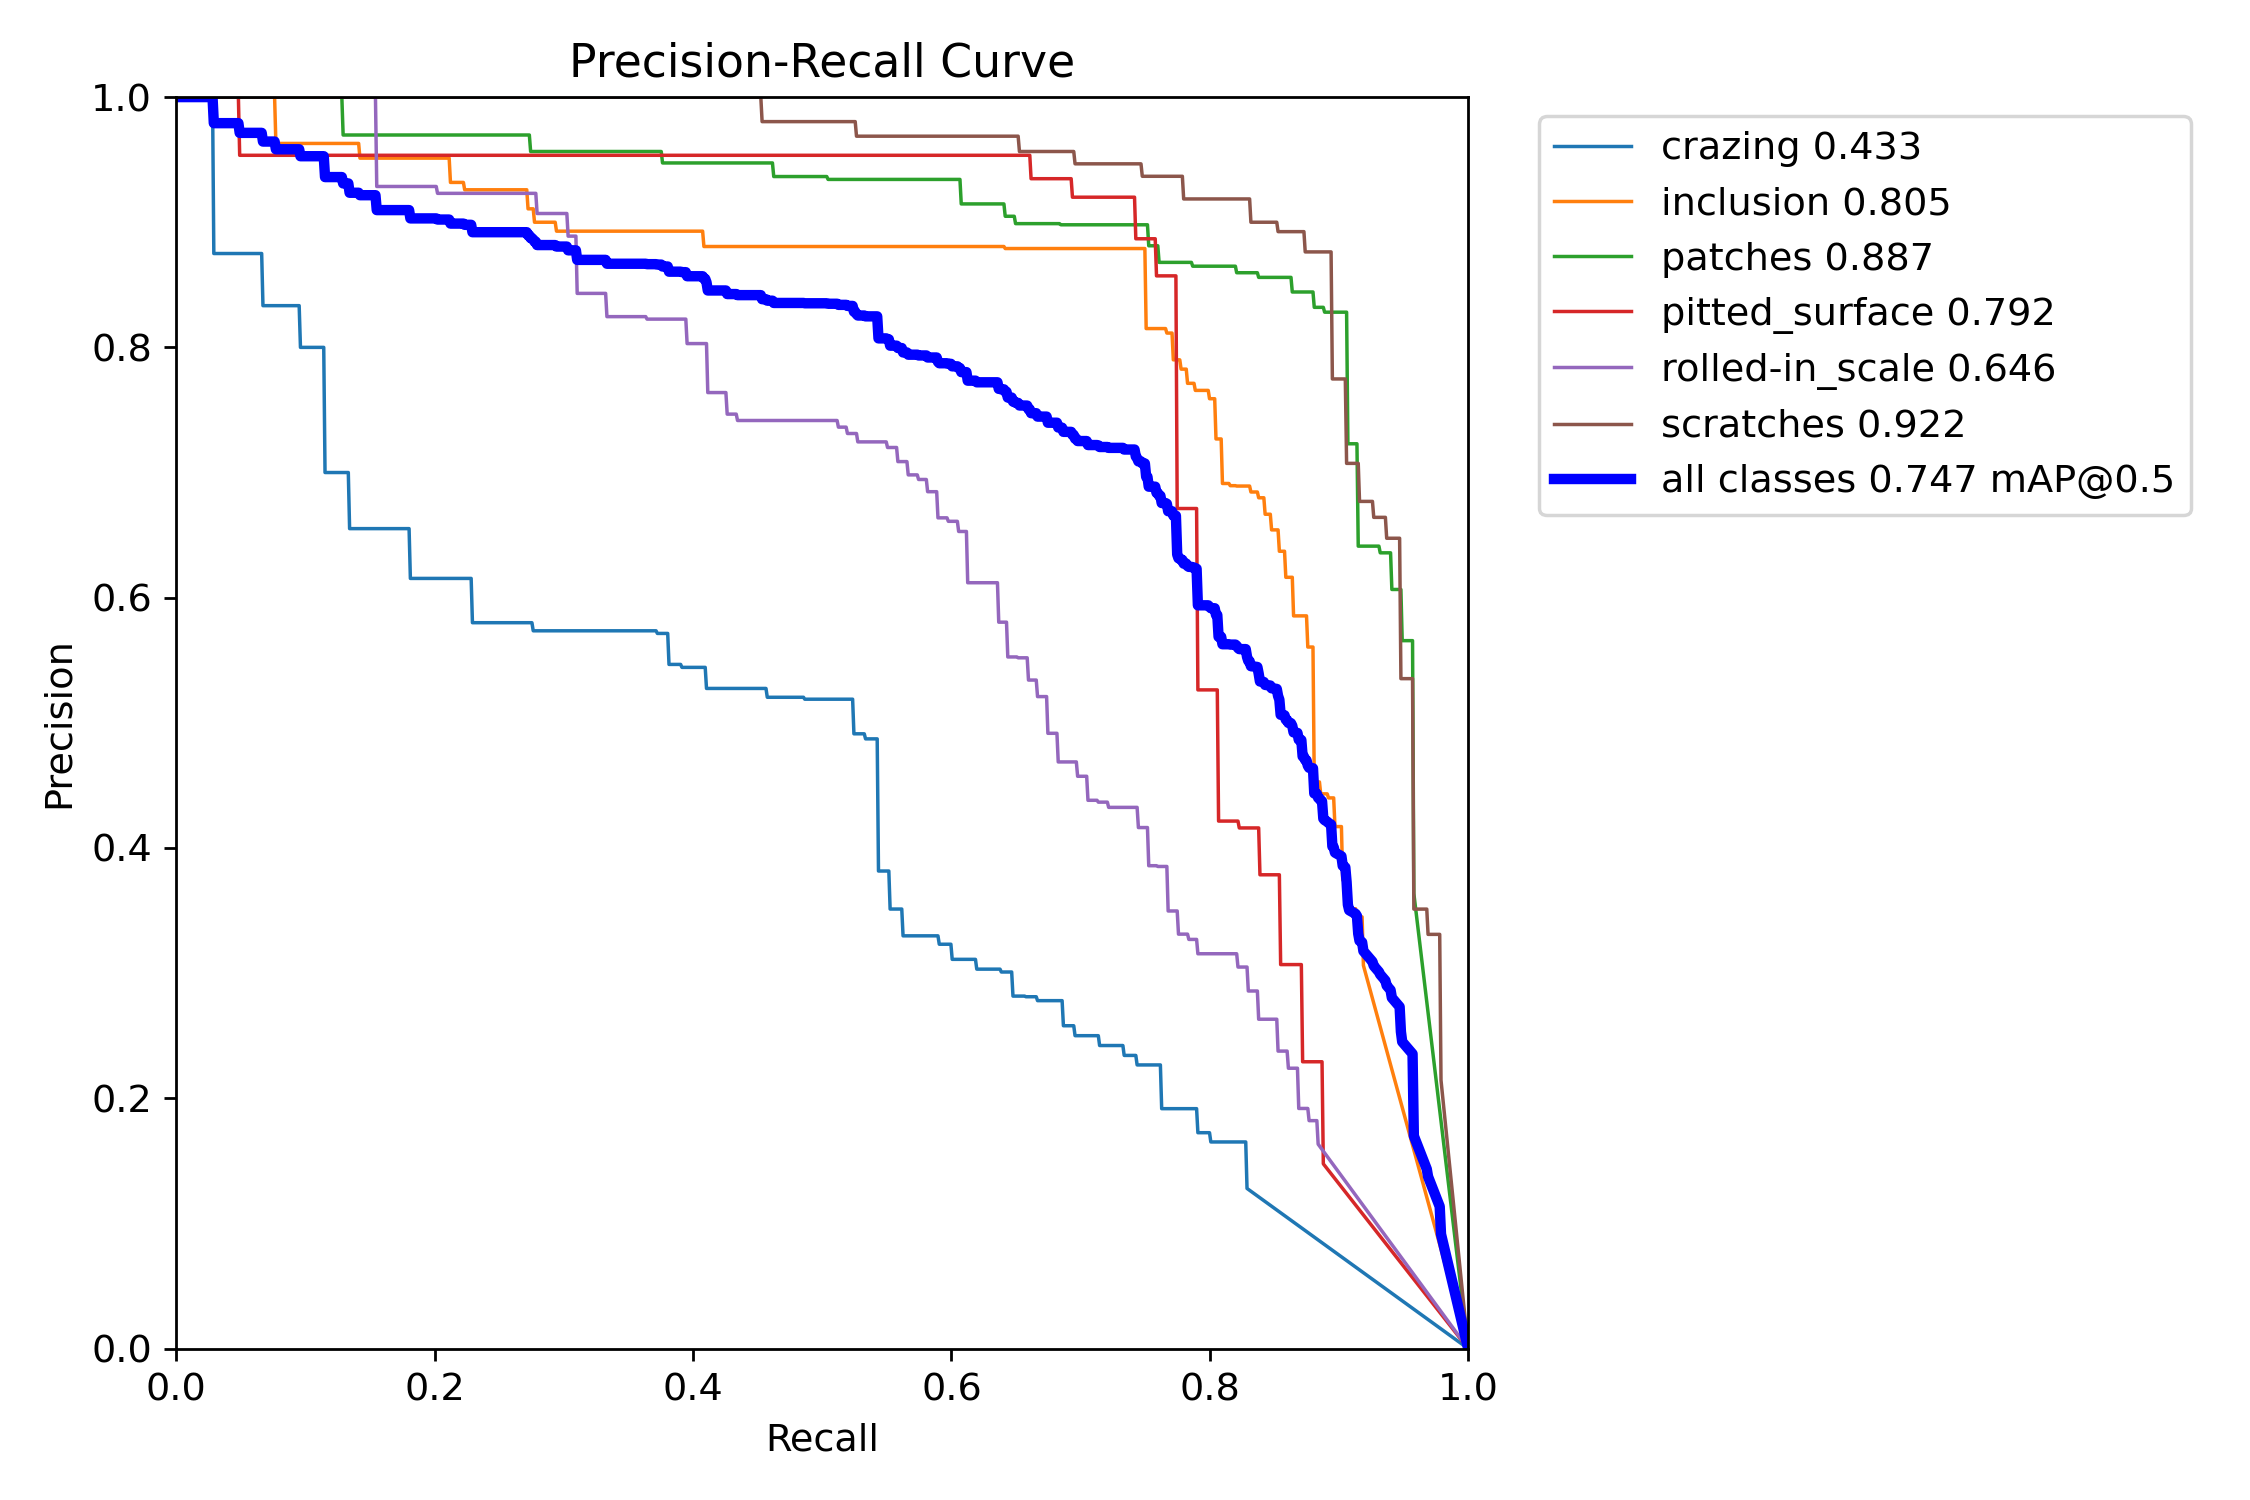 Precision-Recall Curve
1.0
0.8
0.6
0.4
0.2
0.0
Precision
0.0 0.2 0.4 0.6 0.8 1.0
Recall
crazing 0.433
inclusion 0.805
patches 0.887
pitted_surface 0.792
rolled-in_scale 0.646
scratches 0.922
all classes 0.747 mAP@0.5